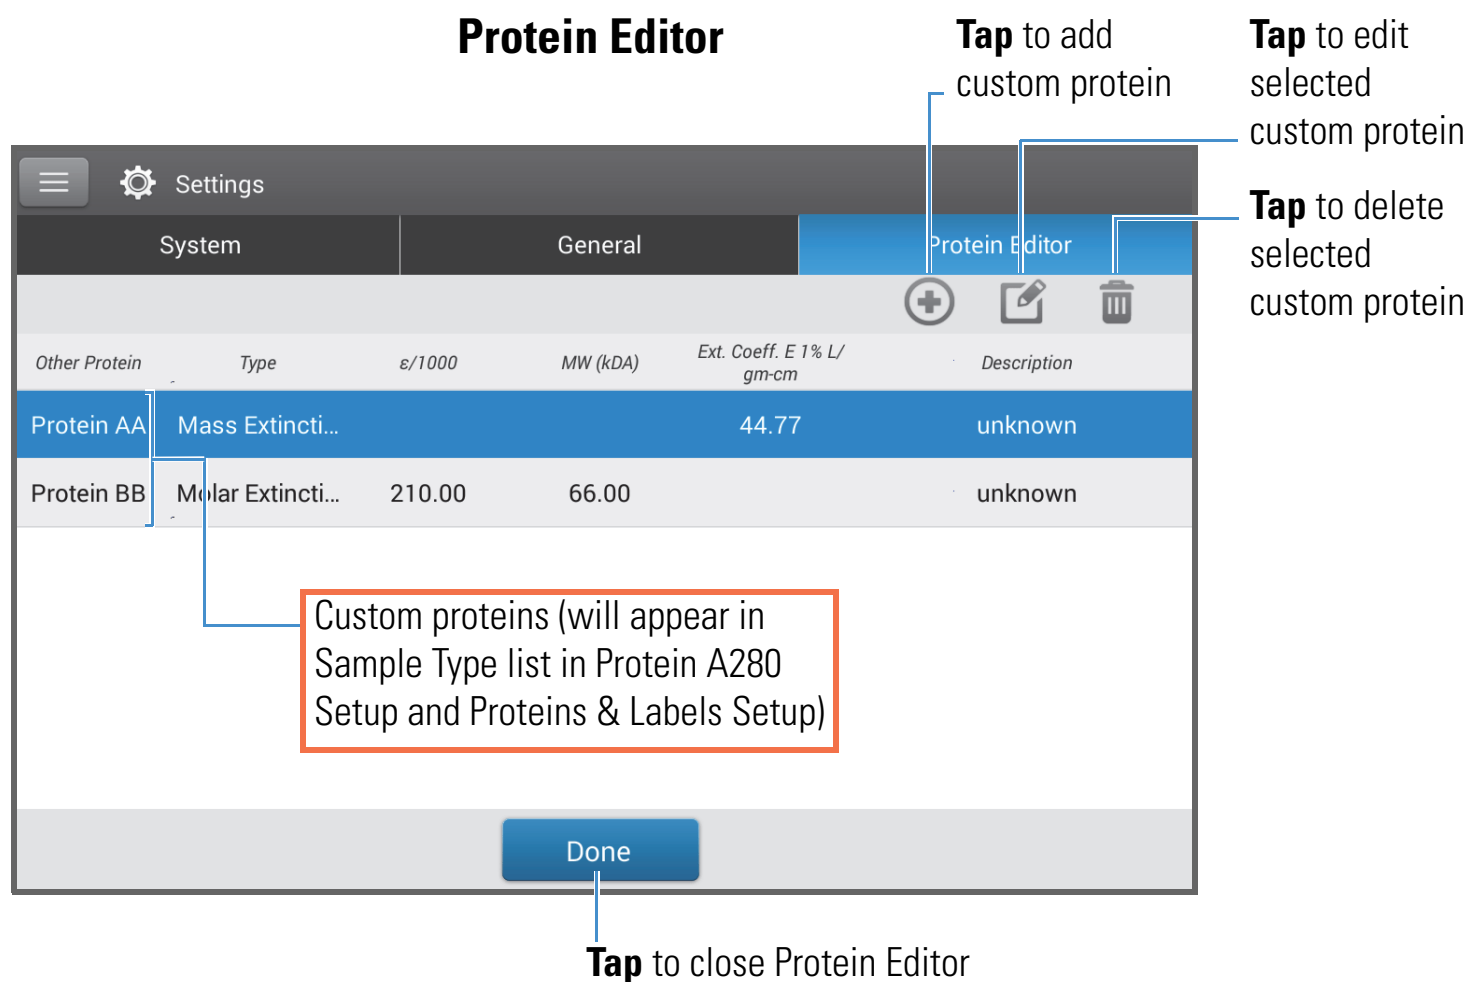 Protein Editor
Tap to add
custom protein
Tap to edit
selected
custom protein
Tap to delete
selected
custom protein
Settings
System General Protein Editor
Other Protein Type ε/1000 MW (kDA) Ext. Coeff. E 1% L/
gm-cm Description
Protein AA Mass Extincti... 44.77 unknown
Protein BB Molar Extincti... 210.00 66.00 unknown
Custom proteins (will appear in
Sample Type list in Protein A280
Setup and Proteins & Labels Setup)
Done
Tap to close Protein Editor